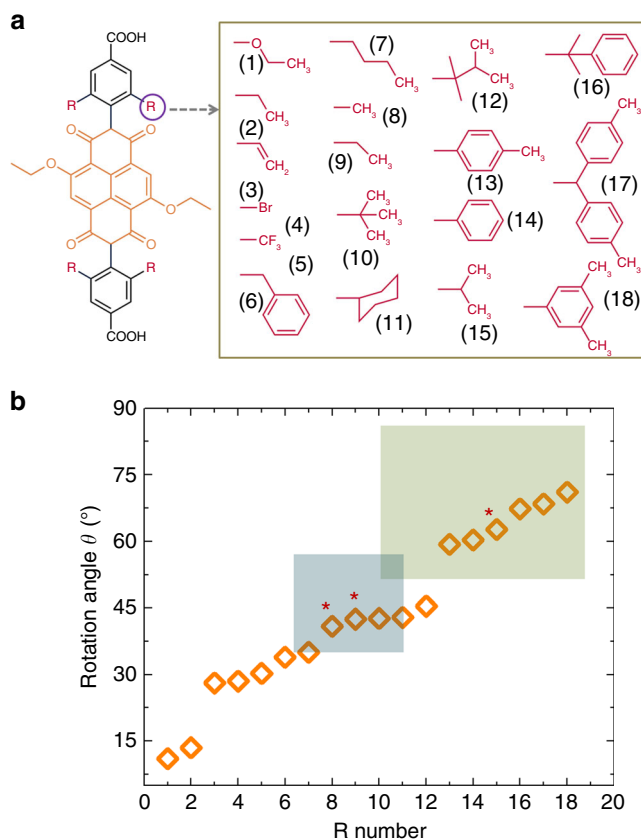 a
COOH
R
R
O
O
O
O
O
O
R
R
COOH
O
CH3
(1)
CH3
(2)
CH2
(3)
Br
(4)
CF3
(5)
(6)
(7)
CH3
CH3
(8)
CH3
(9)
CH3
CH3
CH3
(10)
(11)
CH3
CH3
(12)
CH3
(13)
(14)
CH3
CH3
(15)
(16)
CH3
(17)
CH3
CH3
(18)
CH3
b
90
75
60
45
30
15
Rotation angle θ (°)
*
*
*
0 2 4 6 8 10 12 14 16 18 20
R number